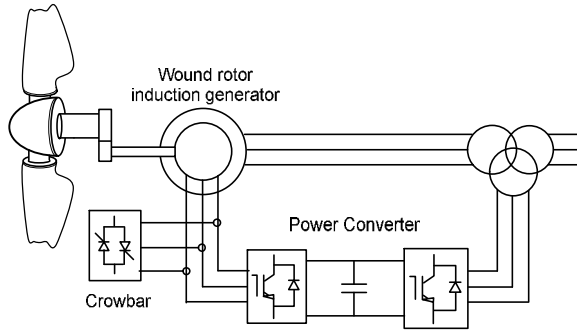 Wound rotor
induction generator
Power Converter
Crowbar